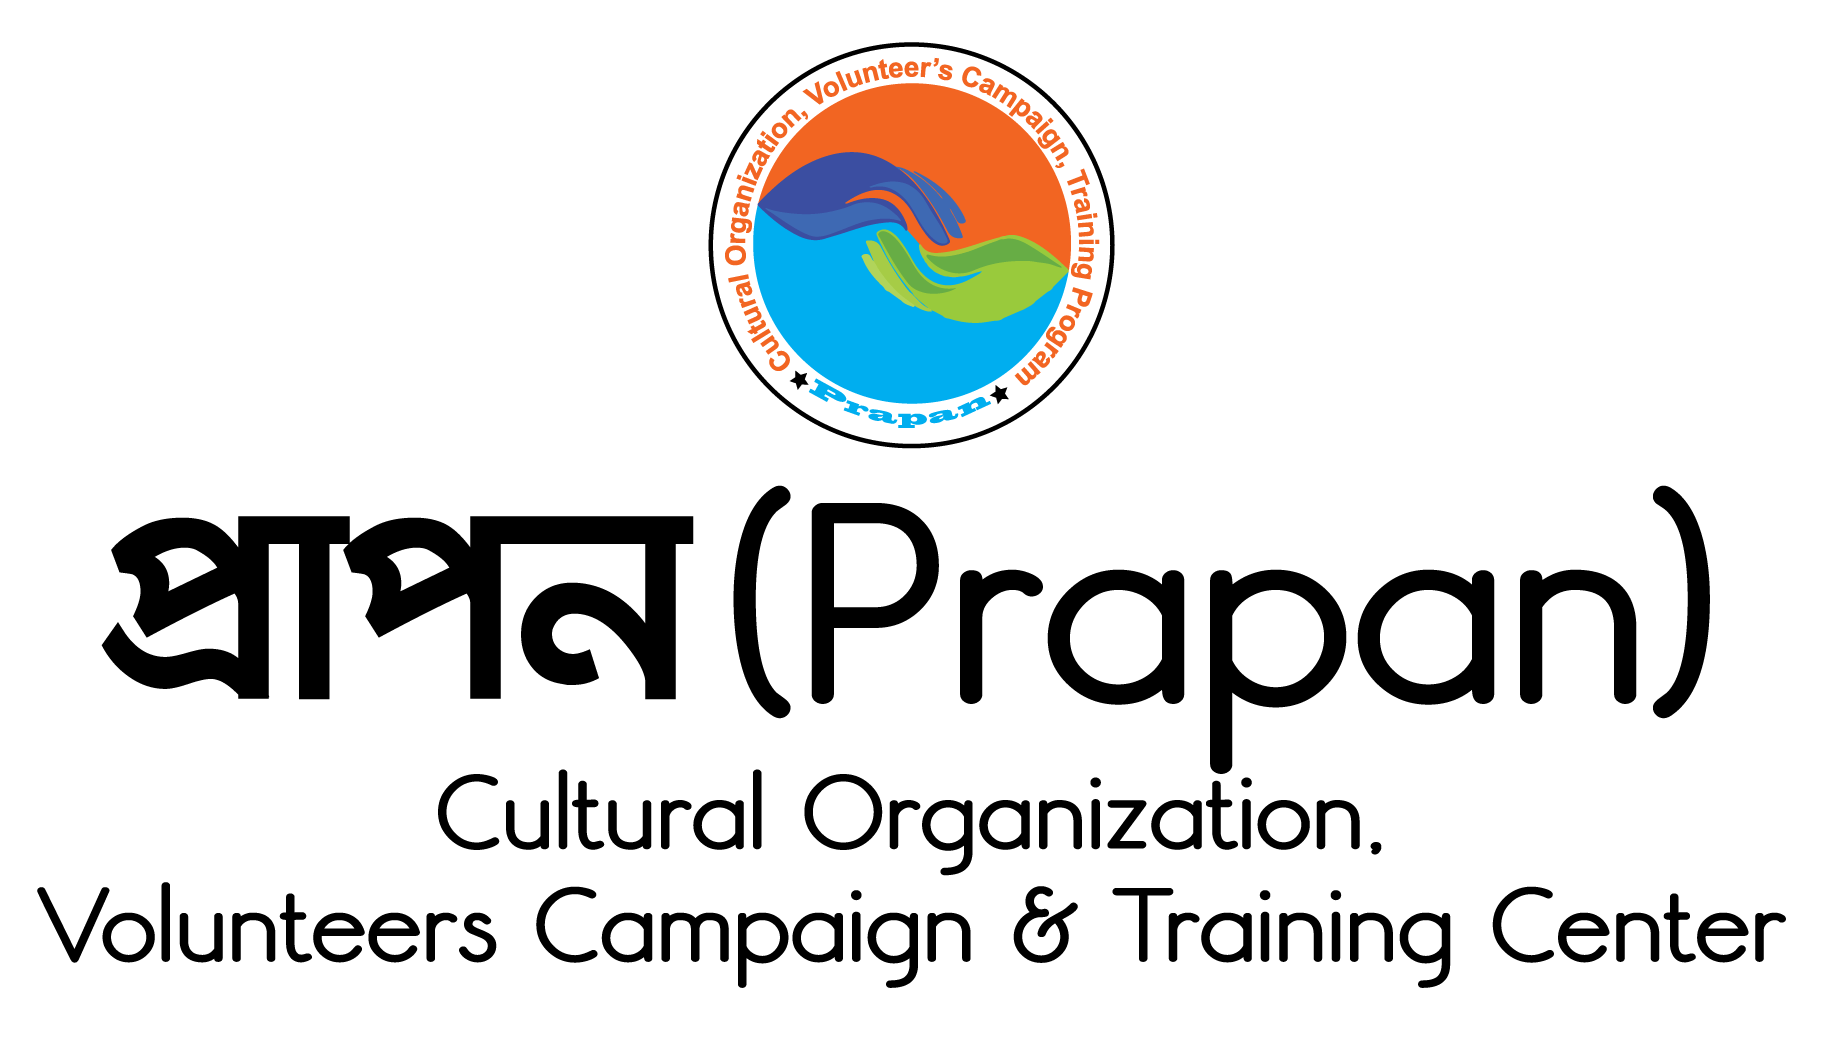 Cultural Organization, Volunteer's Campaign, Training Program
★Prapan★
প্রাপন (Prapan)
Cultural Organization,
Volunteers Campaign & Training Center